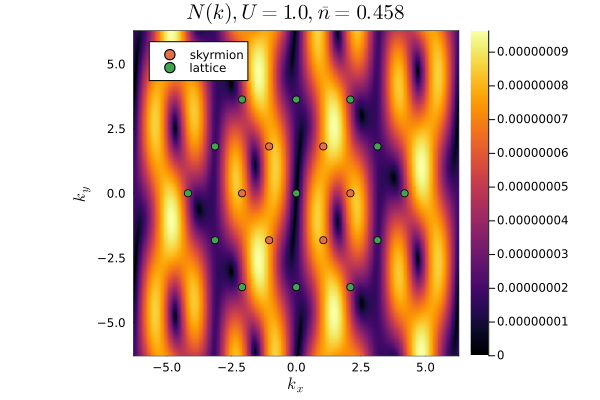 N(k), U = 1.0, n̄ = 0.458
skyrmion
lattice
5.0
2.5
0.0
−2.5
−5.0
k_y
−5.0 −2.5 0.0 2.5 5.0
k_x
0.00000009
0.00000008
0.00000007
0.00000006
0.00000005
0.00000004
0.00000003
0.00000002
0.00000001
0